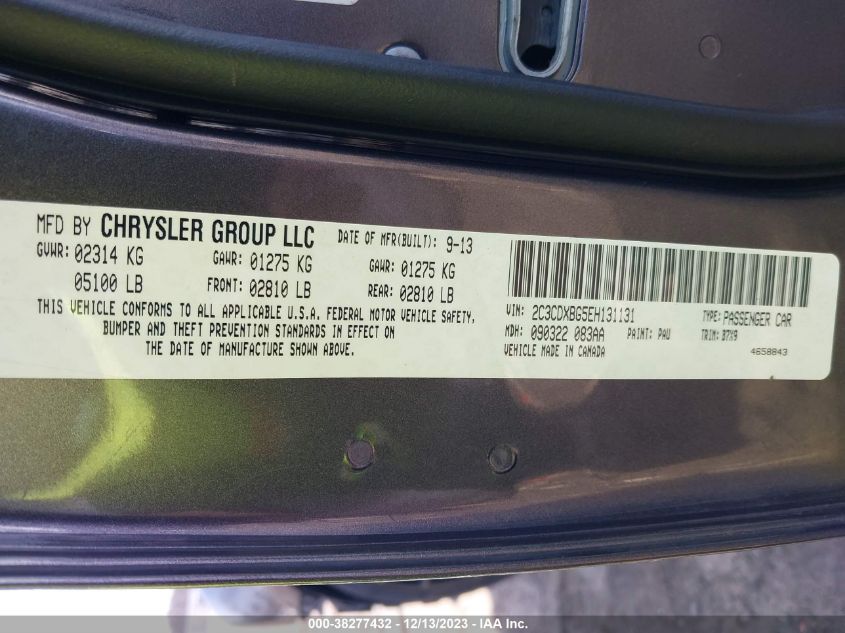 MFD BY CHRYSLER GROUP LLC
DATE OF MFR(BUILT): 9-13
GVWR: 02314 KG GAWR: 01275 KG GAWR: 01275 KG
05100 LB FRONT: 02810 LB REAR: 02810 LB
THIS VEHICLE CONFORMS TO ALL APPLICABLE U.S.A. FEDERAL MOTOR VEHICLE SAFETY,
BUMPER AND THEFT PREVENTION STANDARDS IN EFFECT ON
THE DATE OF MANUFACTURE SHOWN ABOVE.
VIN: 2C3CDXBG5EH131131 TYPE: PASSENGER CAR
MDH: 090322 083AA PAINT: PAU TRIM: B7X9
VEHICLE MADE IN CANADA 4658843
000-38277432 - 12/13/2023 - IAA Inc.